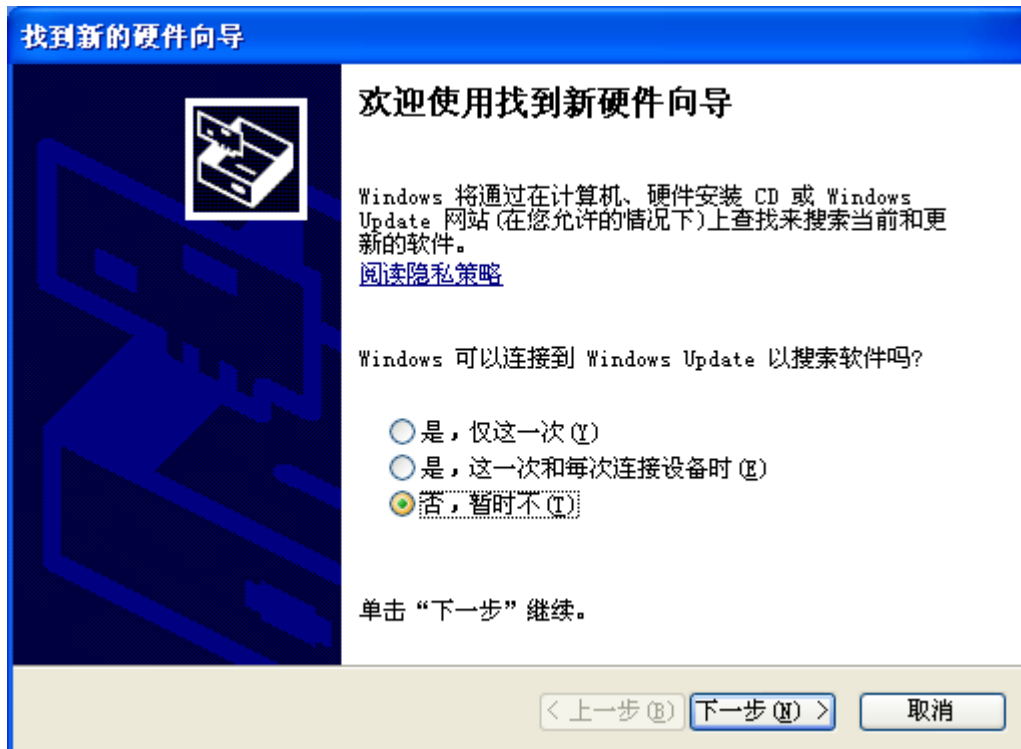 找到新的硬件向导
欢迎使用找到新硬件向导
Windows 将通过在计算机、硬件安装 CD 或 Windows
Update 网站(在您允许的情况下)上查找来搜索当前和更
新的软件。
阅读隐私策略
Windows 可以连接到 Windows Update 以搜索软件吗?
是，仅这一次(Y)
是，这一次和每次连接设备时(E)
否，暂时不(T)
单击“下一步”继续。
< 上一步(B) 下一步(N) > 取消